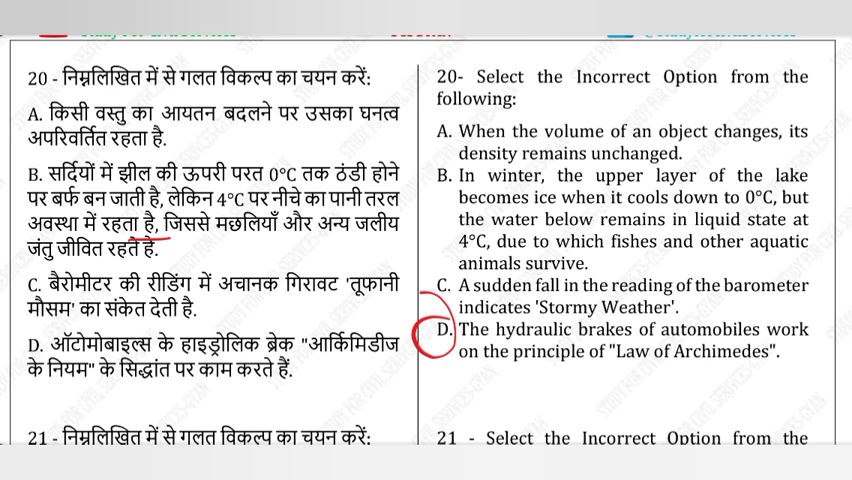 20 - निम्नलिखित में से गलत विकल्प का चयन करें:
A. किसी वस्तु का आयतन बदलने पर उसका घनत्व
अपरिवर्तित रहता है.
B. सर्दियों में झील की ऊपरी परत 0°C तक ठंडी होने
पर बर्फ बन जाती है, लेकिन 4°C पर नीचे का पानी तरल
अवस्था में रहता है, जिससे मछलियाँ और अन्य जलीय
जंतु जीवित रहते है.
C. बैरोमीटर की रीडिंग में अचानक गिरावट 'तूफानी
मौसम' का संकेत देती है.
D. ऑटोमोबाइल्स के हाइड्रोलिक ब्रेक "आर्किमिडीज
के नियम" के सिद्धांत पर काम करते हैं.
21 - निम्नलिखित में से गलत विकल्प का चयन करें:
20- Select the Incorrect Option from the
following:
A. When the volume of an object changes, its
density remains unchanged.
B. In winter, the upper layer of the lake
becomes ice when it cools down to 0°C, but
the water below remains in liquid state at
4°C, due to which fishes and other aquatic
animals survive.
C. A sudden fall in the reading of the barometer
indicates 'Stormy Weather'.
D. The hydraulic brakes of automobiles work
on the principle of "Law of Archimedes".
21 - Select the Incorrect Option from the